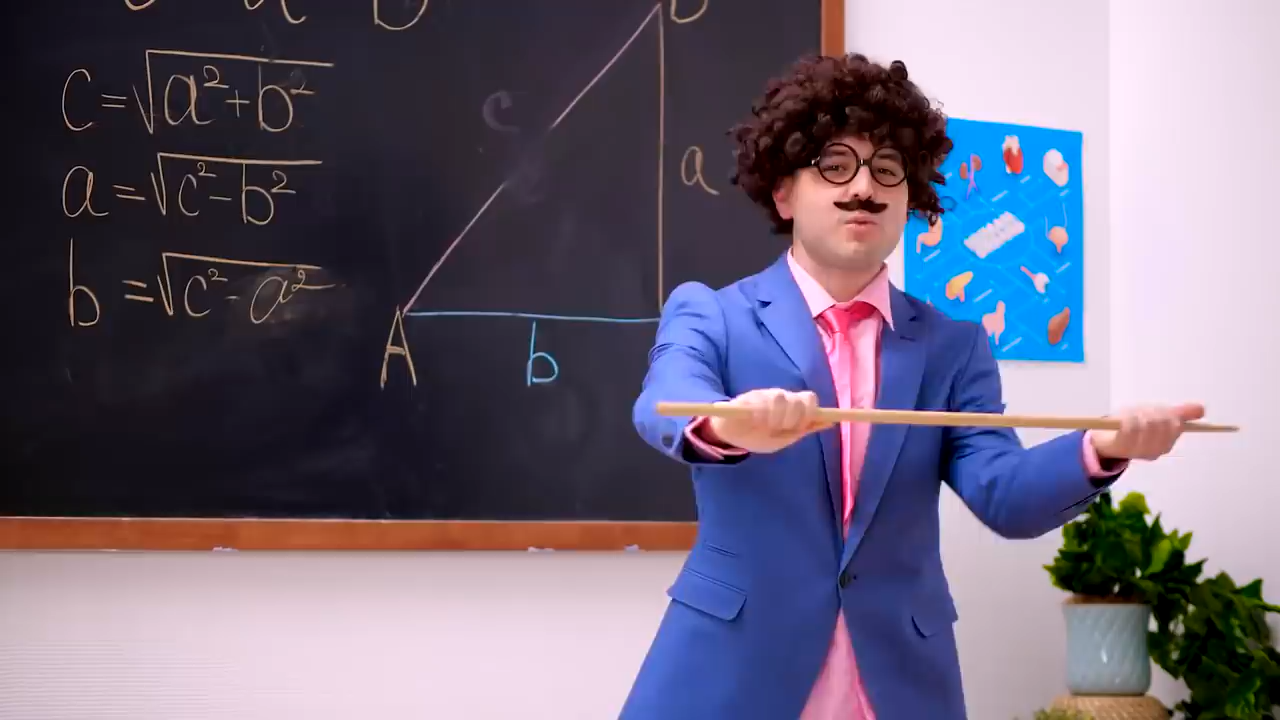 c = √a²+b²
a = √c²-b²
b = √c²-a²
c
a
A
b